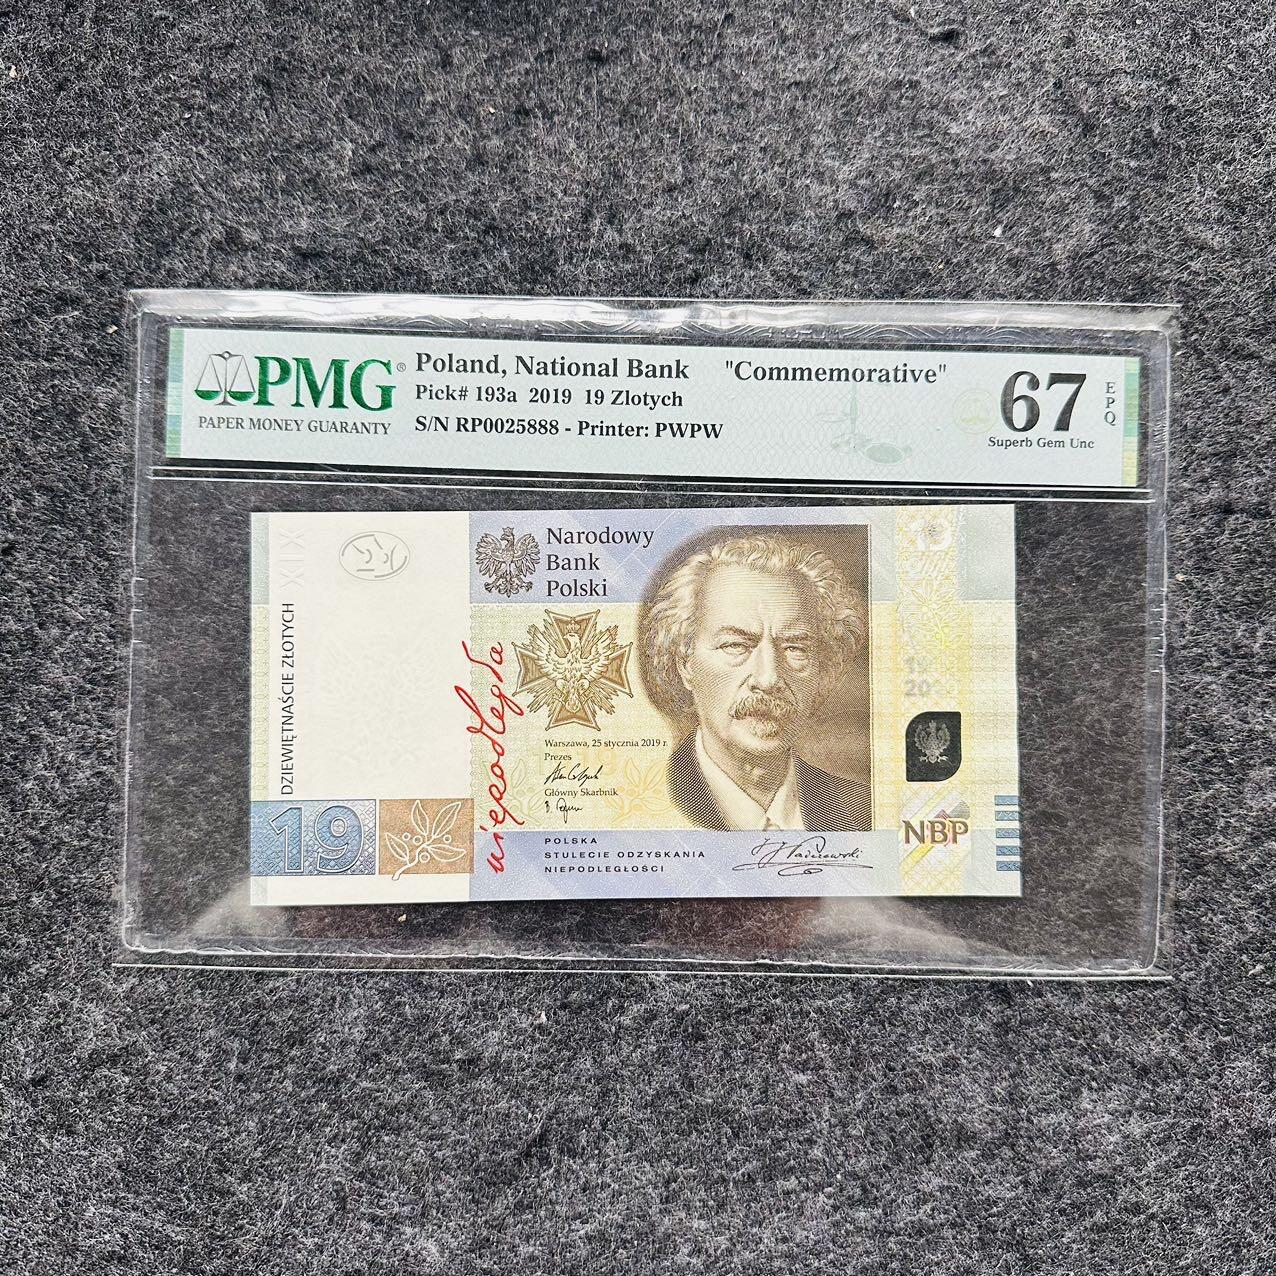 PMG®
PAPER MONEY GUARANTY
Poland, National Bank "Commemorative"
Pick# 193a 2019 19 Zlotych
S/N RP0025888 - Printer: PWPW
67
EPQ
Superb Gem Unc
XIX
DZIEWIĘTNAŚCIE ZŁOTYCH
19
Narodowy
Bank
Polski
niepodległa
Warszawa, 25 stycznia 2019 r.
Prezes
Główny Skarbnik
POLSKA
STULECIE ODZYSKANIA
NIEPODLEGŁOŚCI
19
NBP